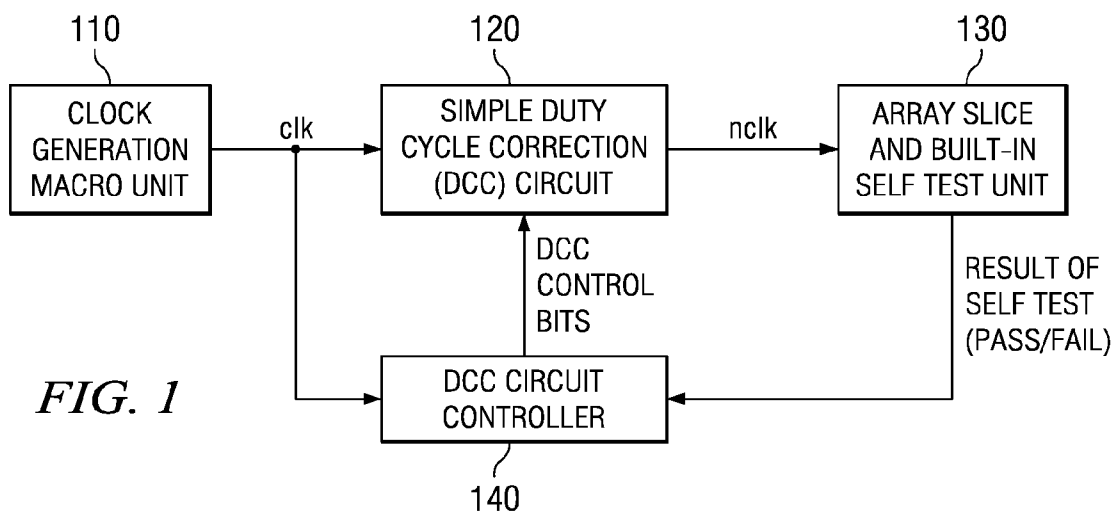 110
CLOCK
GENERATION
MACRO UNIT
clk
120
SIMPLE DUTY
CYCLE CORRECTION
(DCC) CIRCUIT
nclk
130
ARRAY SLICE
AND BUILT-IN
SELF TEST UNIT
DCC
CONTROL
BITS
RESULT OF
SELF TEST
(PASS/FAIL)
FIG. 1
DCC CIRCUIT
CONTROLLER
140